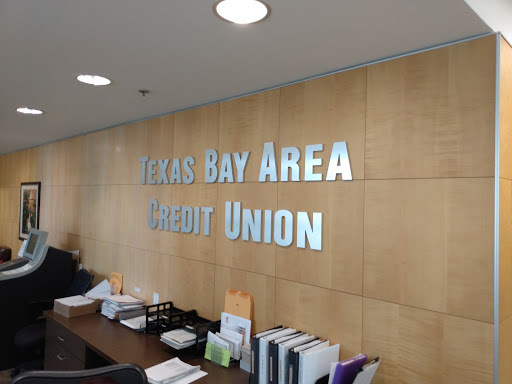 TEXAS BAY AREA
CREDIT UNION